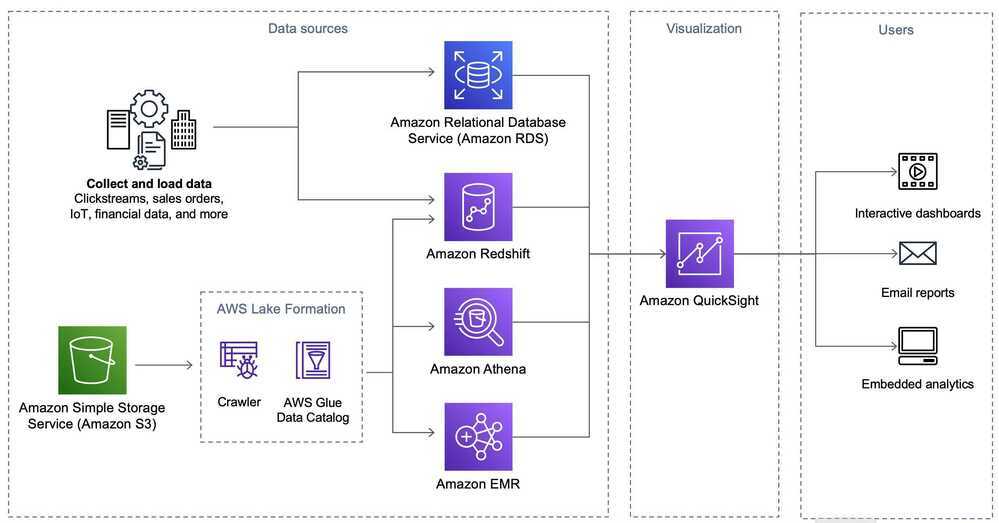 Data sources
Visualization
Users
Amazon Relational Database
Service (Amazon RDS)
Collect and load data
Clickstreams, sales orders,
IoT, financial data, and more
Interactive dashboards
Amazon Redshift
Amazon QuickSight
Email reports
AWS Lake Formation
Amazon Athena
Embedded analytics
Crawler
AWS Glue
Data Catalog
Amazon Simple Storage
Service (Amazon S3)
Amazon EMR